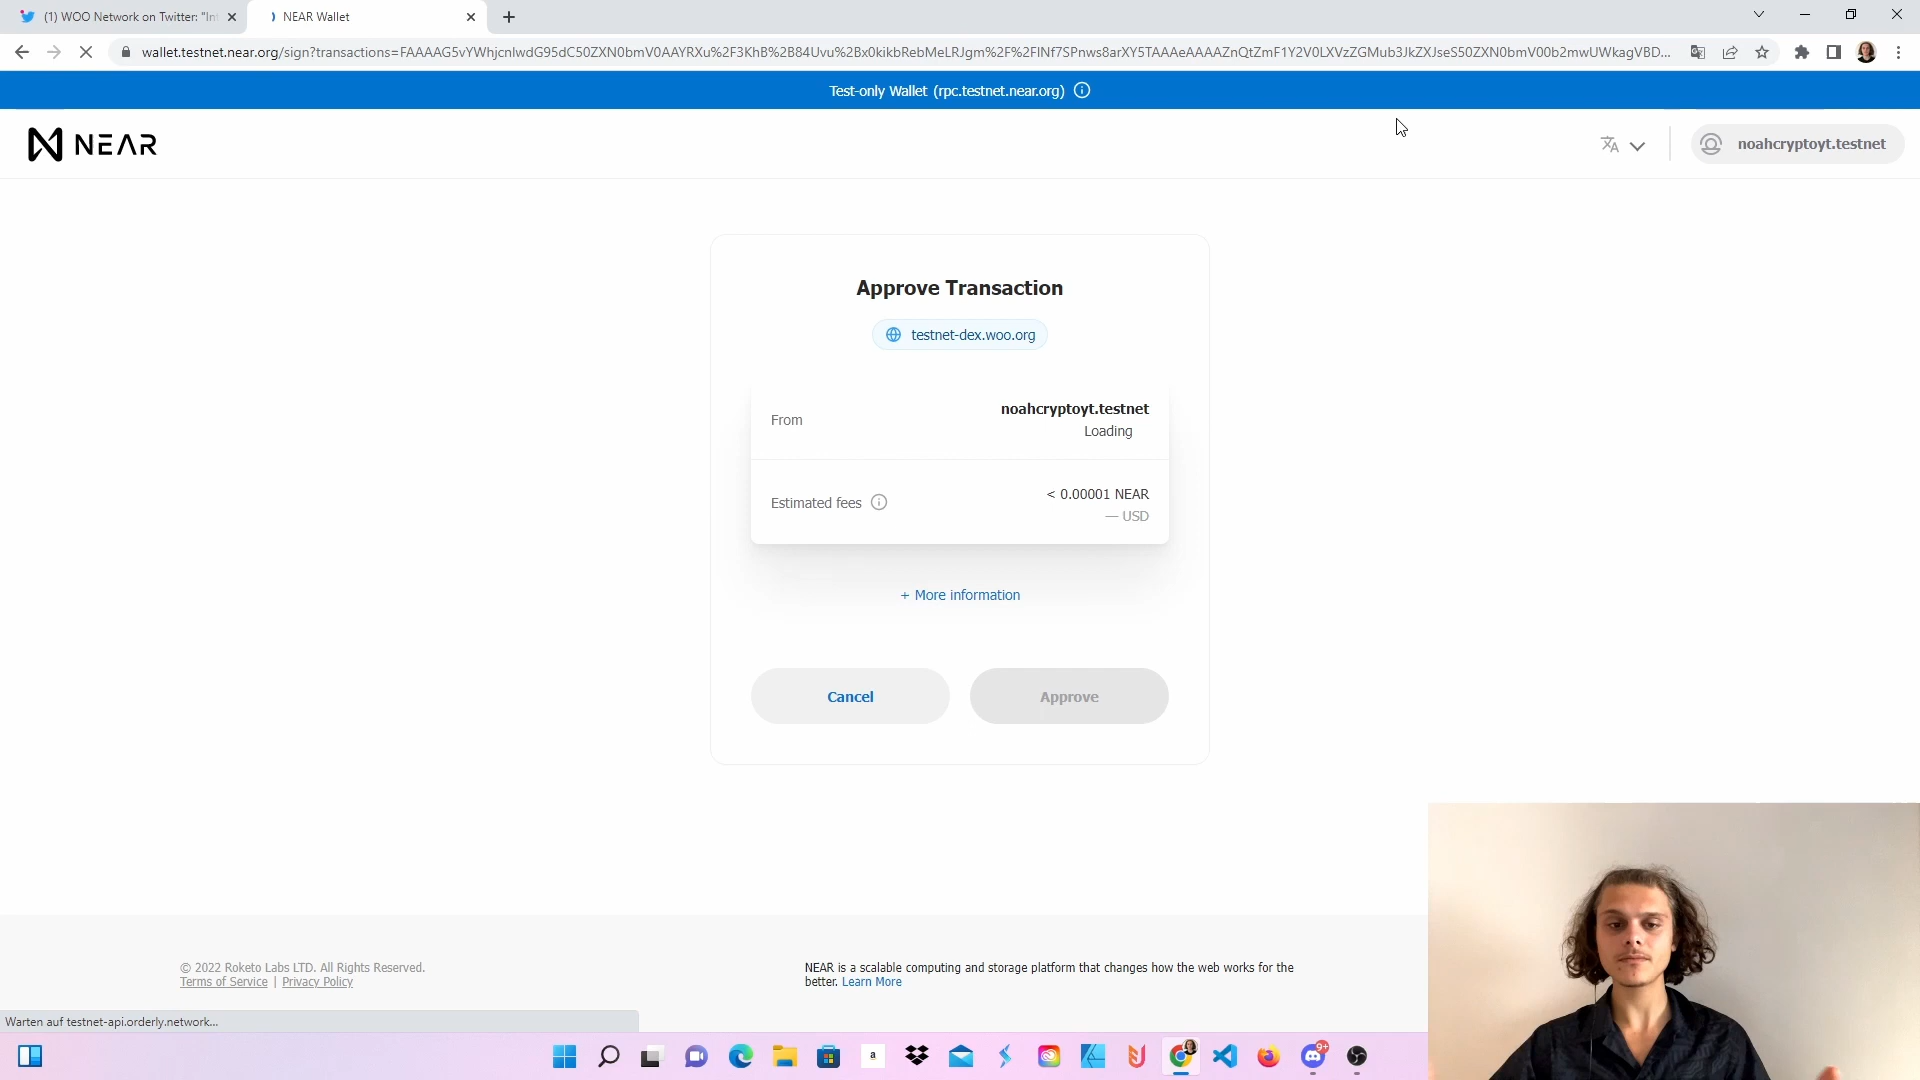 (1) WOO Network on Twitter: "Int
NEAR Wallet
wallet.testnet.near.org/sign?transactions=FAAAAG5vYWhjcnlwdG95dC50ZXN0bmV0AAYRXu%2F3KhB%2B84Uvu%2Bx0kikbRebMeLRJgm%2F%2FINf7SPnws8arXY5TAAAeAAAAZnQtZmF1Y2V0LXVzZGMub3JkZXJseS50ZXN0bmV00b2mwUWkagVBD...
Test-only Wallet (rpc.testnet.near.org)
NEAR
noahcryptoyt.testnet
Approve Transaction
testnet-dex.woo.org
From
noahcryptoyt.testnet
Loading
Estimated fees
< 0.00001 NEAR
— USD
+ More information
Cancel
Approve
© 2022 Roketo Labs LTD. All Rights Reserved.
Terms of Service | Privacy Policy
NEAR is a scalable computing and storage platform that changes how the web works for the
better. Learn More
Warten auf testnet-api.orderly.network...
a
9+